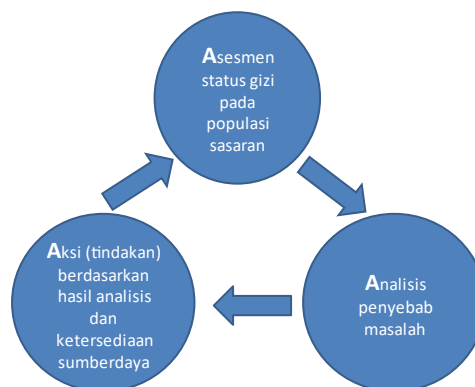 Asesmen
status gizi
pada
populasi
sasaran
Aksi (tindakan)
berdasarkan
hasil analisis
dan
ketersediaan
sumberdaya
Analisis
penyebab
masalah